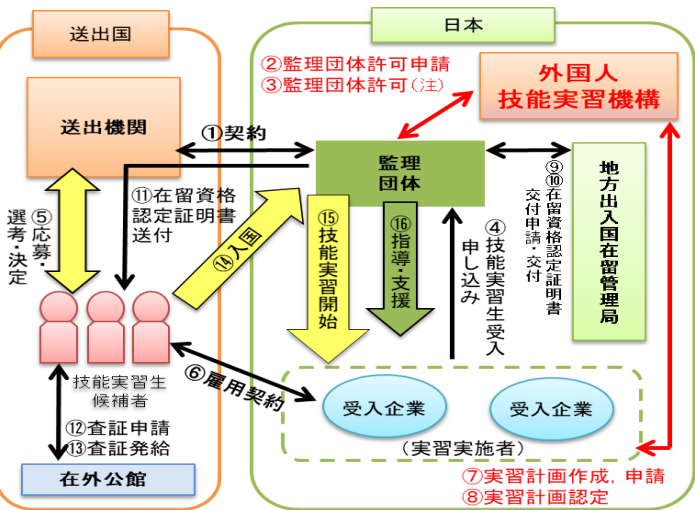 送出国
日本
②監理団体許可申請
③監理団体許可(注)
外国人
技能実習機構
送出機関
①契約
監理
団体
地方出入国在留管理局
⑨⑩在留資格認定証明書
交付申請・交付
⑤応募・
選考・決定
⑪在留資格
認定証明書
送付
⑭入国
⑮技能実習開始
⑯指導・支援
④技能実習生受入
申し込み
技能実習生
候補者
⑥雇用契約
受入企業
受入企業
(実習実施者)
⑫査証申請
⑬査証発給
在外公館
⑦実習計画作成，申請
⑧実習計画認定